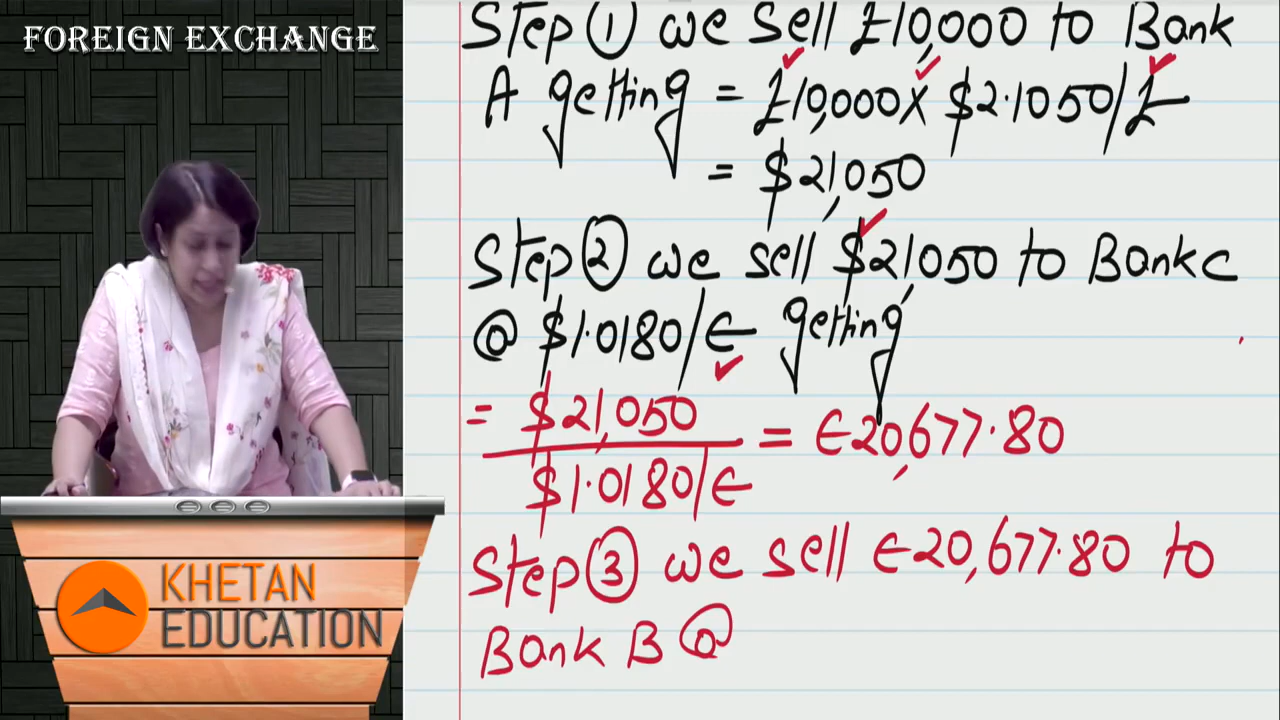 FOREIGN EXCHANGE
Step ① we sell £10,000 to Bank
A getting = £10,000 x $2.1050/£
= $21,050
Step ② we sell $21,050 to Bank C
@ $1.0180/€ getting
= $21,050
$1.0180/€
= €20,677.80
Step ③ we sell €20,677.80 to
Bank B @
KHETAN
EDUCATION